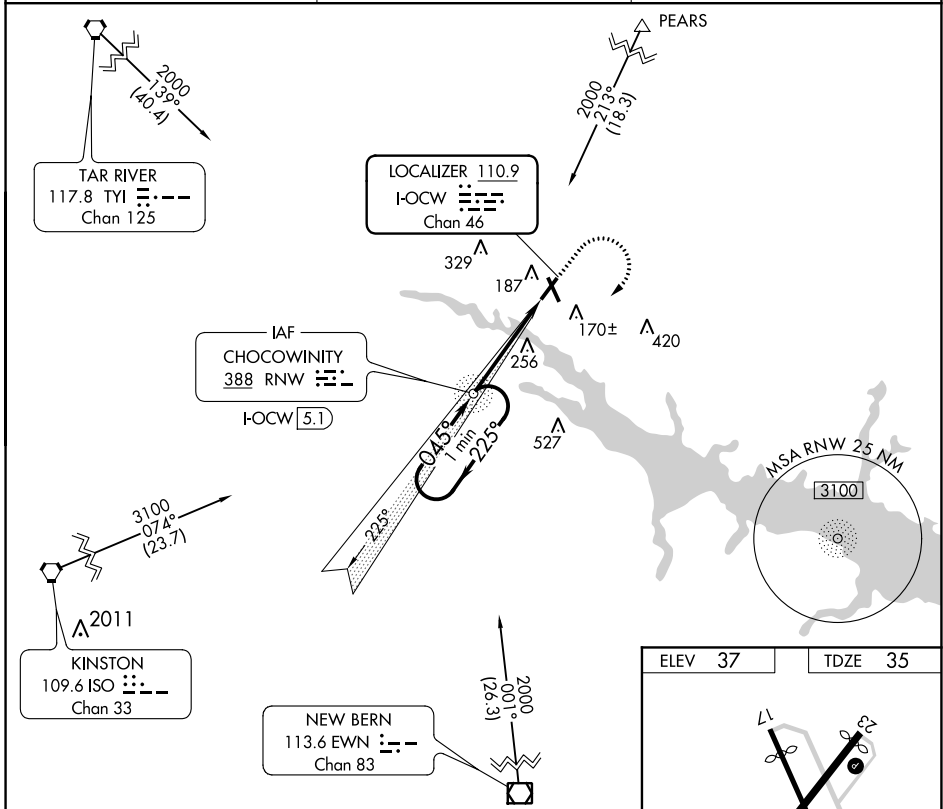 PEARS
2000
139°
(40.4)
2000
213°
(18.3)
TAR RIVER
117.8 TYI
Chan 125
LOCALIZER 110.9
I-OCW
Chan 46
329
187
170±
420
256
IAF
CHOCOWINITY
388 RNW
I-OCW 5.1
527
045°
1 min
225°
225°
MSA RNW 25 NM
3100
3100
074°
(23.7)
2011
KINSTON
109.6 ISO
Chan 33
2000
001°
(26.3)
NEW BERN
113.6 EWN
Chan 83
ELEV 37
TDZE 35
17
23
P